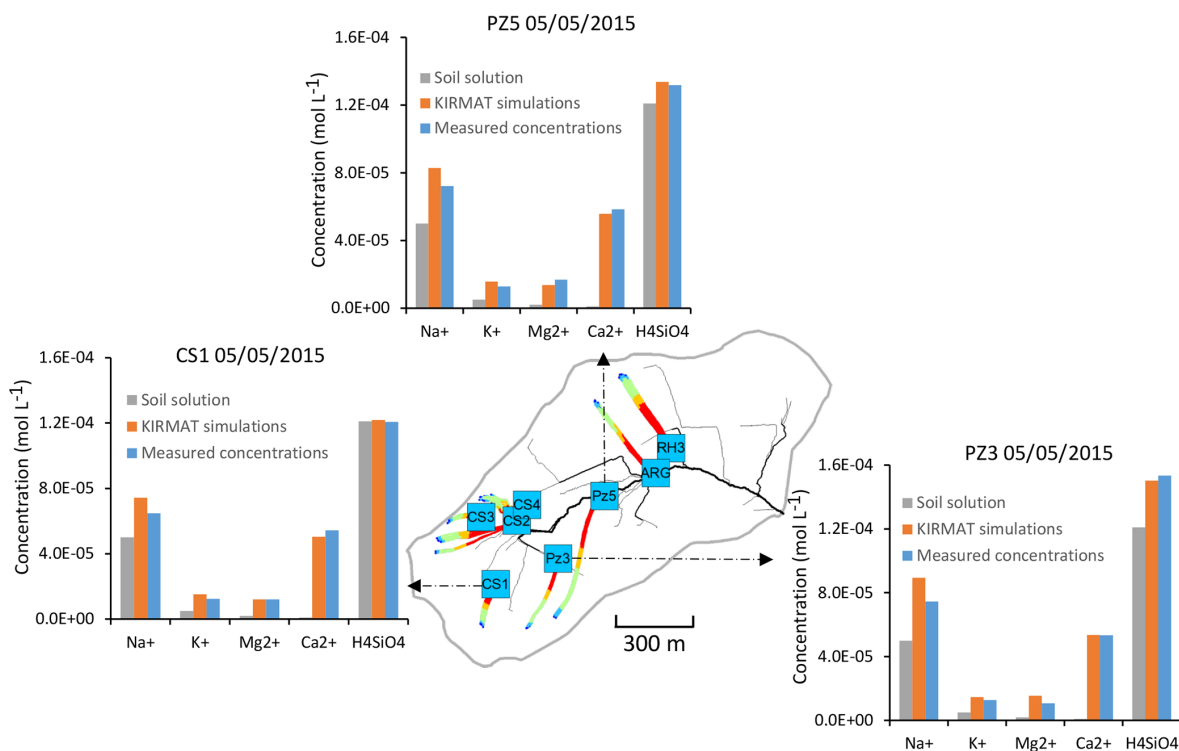 PZ5 05/05/2015
Concentration (mol L-1)
1.6E-04
1.2E-04
8.0E-05
4.0E-05
0.0E+00
Soil solution
KIRMAT simulations
Measured concentrations
Na+ K+ Mg2+ Ca2+ H4SiO4
CS1 05/05/2015
Concentration (mol L-1)
1.6E-04
1.2E-04
8.0E-05
4.0E-05
0.0E+00
Soil solution
KIRMAT simulations
Measured concentrations
Na+ K+ Mg2+ Ca2+ H4SiO4
RH3
ARG
Pz5
CS4
CS3
CS2
Pz3
CS1
300 m
PZ3 05/05/2015
Concentration (mol L-1)
1.6E-04
1.2E-04
8.0E-05
4.0E-05
0.0E+00
Soil solution
KIRMAT simulations
Measured concentrations
Na+ K+ Mg2+ Ca2+ H4SiO4